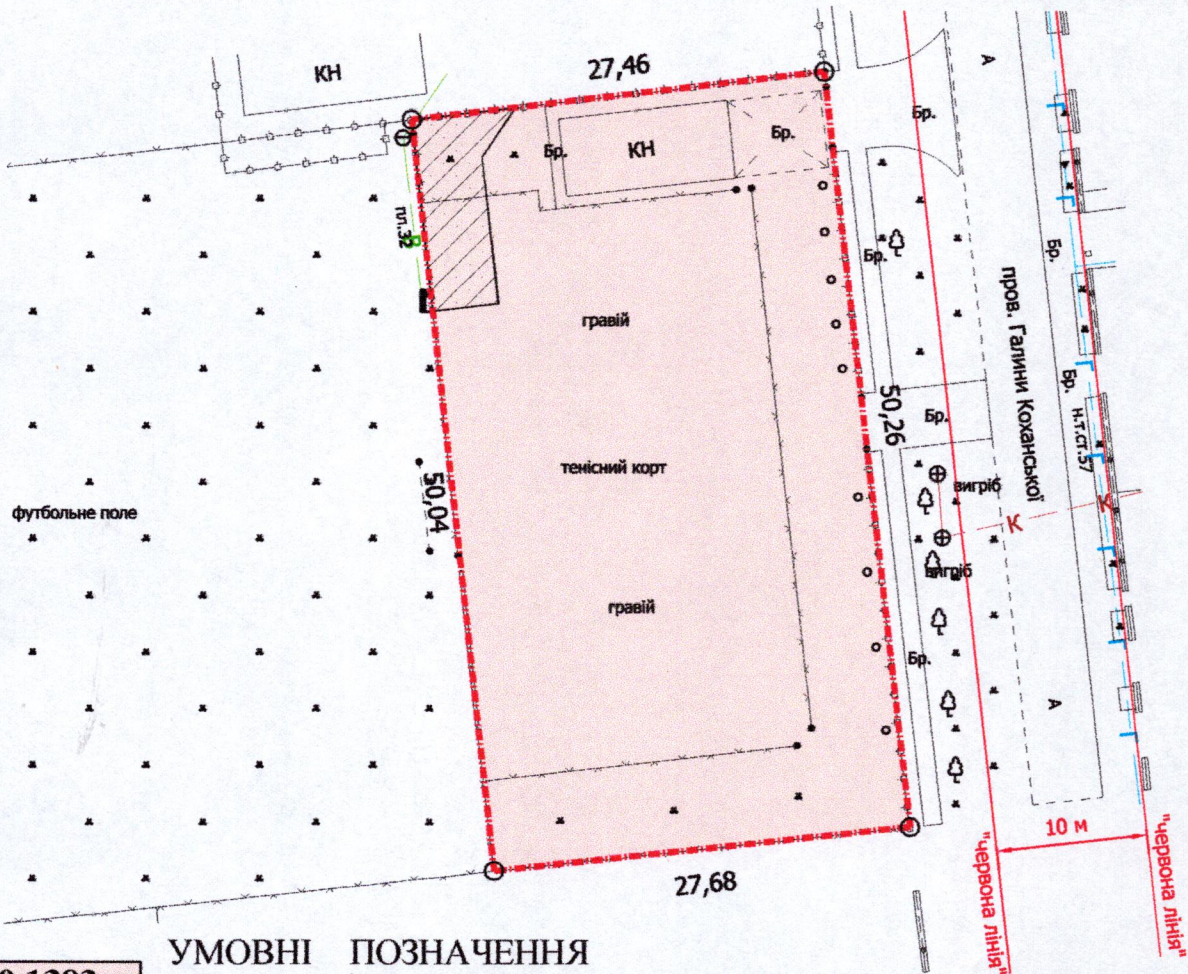 КН
27,46
А
Бр.
Бр.
Бр.
КН
пл.32
В
Бр.
Бр.
гравій
пров. Галини Коханської
50,26
Бр.
Бр.
н.т.ст.57
тенісний корт
50,04
вигріб
К
К
футбольне поле
вигріб
гравій
Бр.
А
10 м
27,68
"червона лінія"
"червона лінія"
УМОВНІ ПОЗНАЧЕННЯ